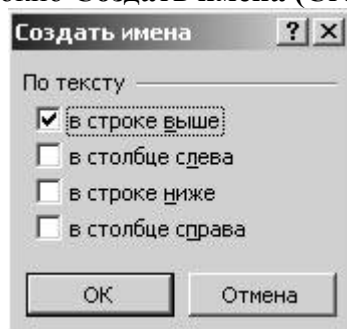 Создать имена
По тексту
в строке выше
в столбце слева
в строке ниже
в столбце справа
ОК
Отмена